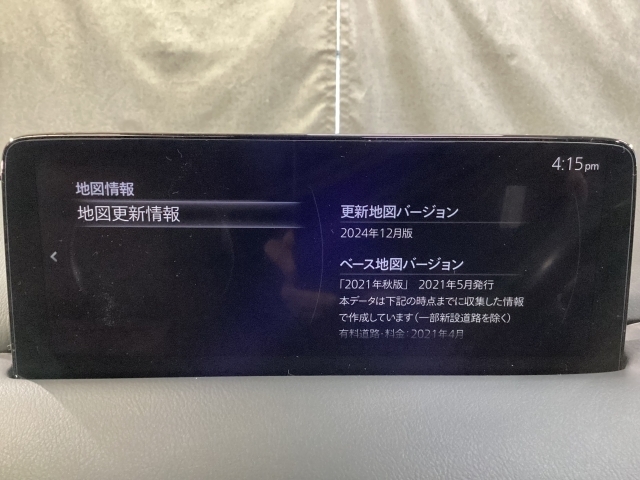 4:15pm
地図情報
地図更新情報
更新地図バージョン
2024年12月版
ベース地図バージョン
「2021年秋版」 2021年5月発行
本データは下記の時点までに収集した情報
で作成しています(一部新設道路を除く)
有料道路・料金:2021年4月